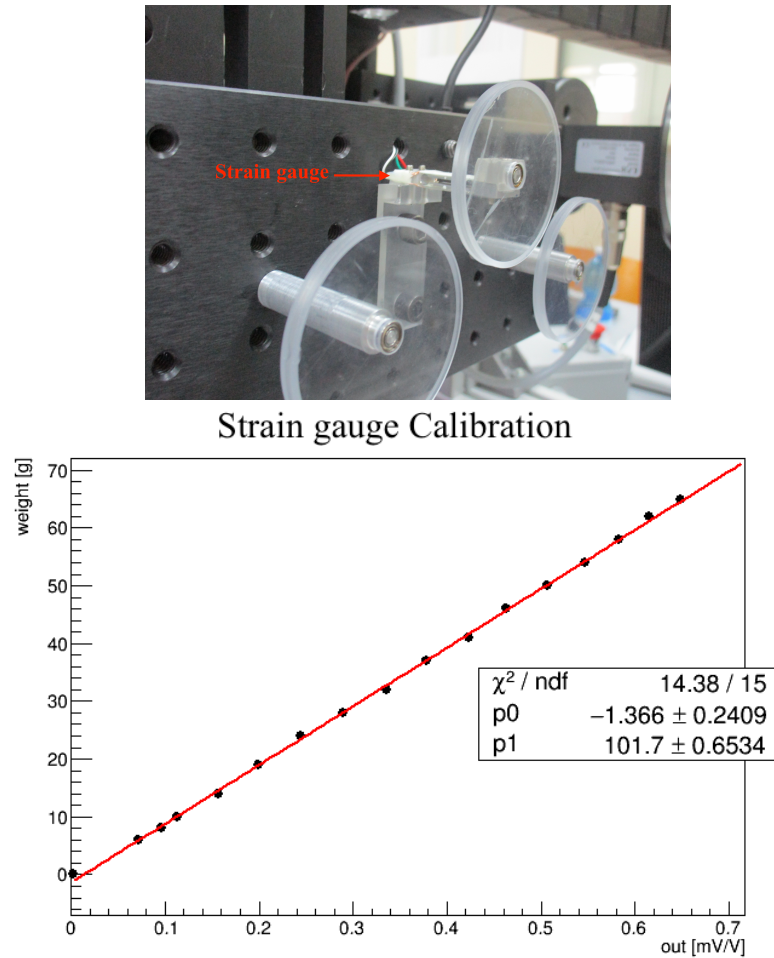 Strain gauge
Strain gauge Calibration
weight [g]
70
60
50
40
30
20
10
0
0 0.1 0.2 0.3 0.4 0.5 0.6 0.7
out [mV/V]
χ² / ndf 14.38 / 15
p0 −1.366 ± 0.2409
p1 101.7 ± 0.6534